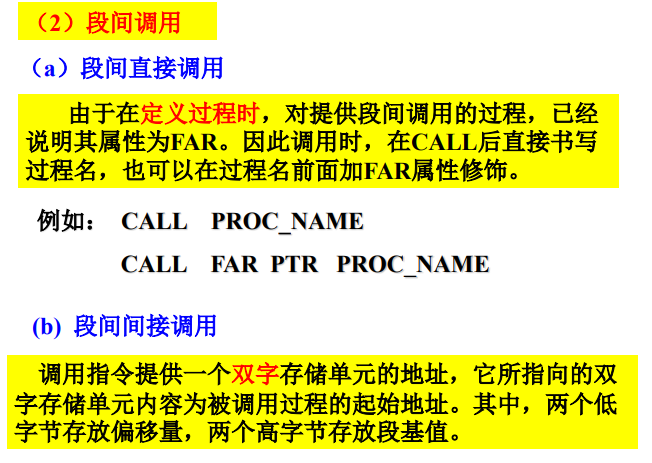 （2）段间调用
（a）段间直接调用
由于在定义过程时，对提供段间调用的过程，已经
说明其属性为FAR。因此调用时，在CALL后直接书写
过程名，也可以在过程名前面加FAR属性修饰。
例如： CALL PROC_NAME
CALL FAR PTR PROC_NAME
(b) 段间间接调用
调用指令提供一个双字存储单元的地址，它所指向的双
字存储单元内容为被调用过程的起始地址。其中，两个低
字节存放偏移量，两个高字节存放段基值。